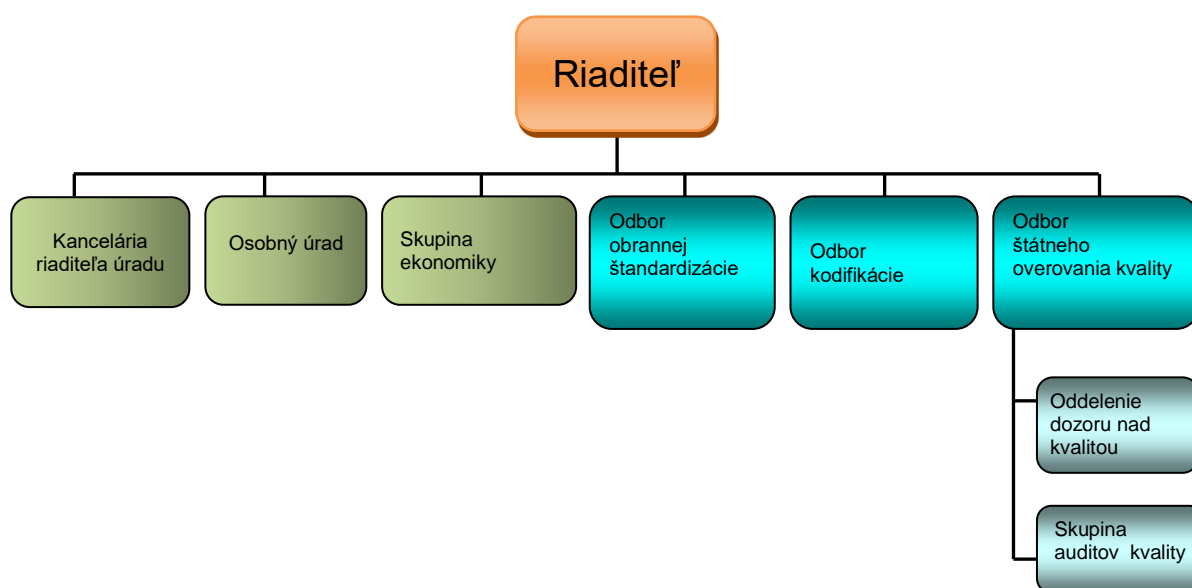 Riaditeľ
Kancelária
riaditeľa úradu
Osobný úrad
Skupina
ekonomiky
Odbor
obrannej
štandardizácie
Odbor
kodifikácie
Odbor
štátneho
overovania kvality
Oddelenie
dozoru nad
kvalitou
Skupina
auditov kvality